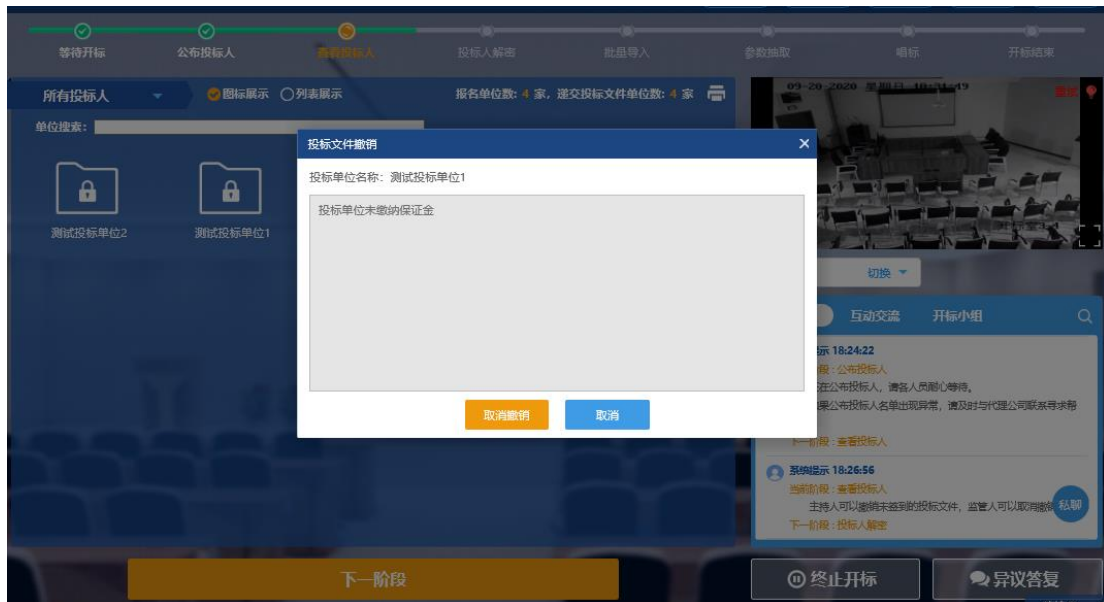 等待开标
公布投标人
查看投标人
投标人解密
批量导入
参数抽取
唱标
开标结束
所有投标人
图标展示 列表展示
报名单位数: 4 家, 递交投标文件单位数: 4 家
单位搜索:
测试投标单位2
测试投标单位1
投标文件撤销
投标单位名称: 测试投标单位1
投标单位未缴纳保证金
取消撤销
取消
09-20-2020 星期日
切换
互动交流
开标小组
示 18:24:22
段 : 公布投标人
在公布投标人, 请各人员耐心等待。
果公布投标人名单出现异常, 请及时与代理公司联系寻求帮
下一阶段 : 查看投标人
系统提示 18:26:56
当前阶段 : 查看投标人
主持人可以撤销未签到的投标文件, 监管人可以取消撤销
下一阶段 : 投标人解密
私聊
下一阶段
终止开标
异议答复